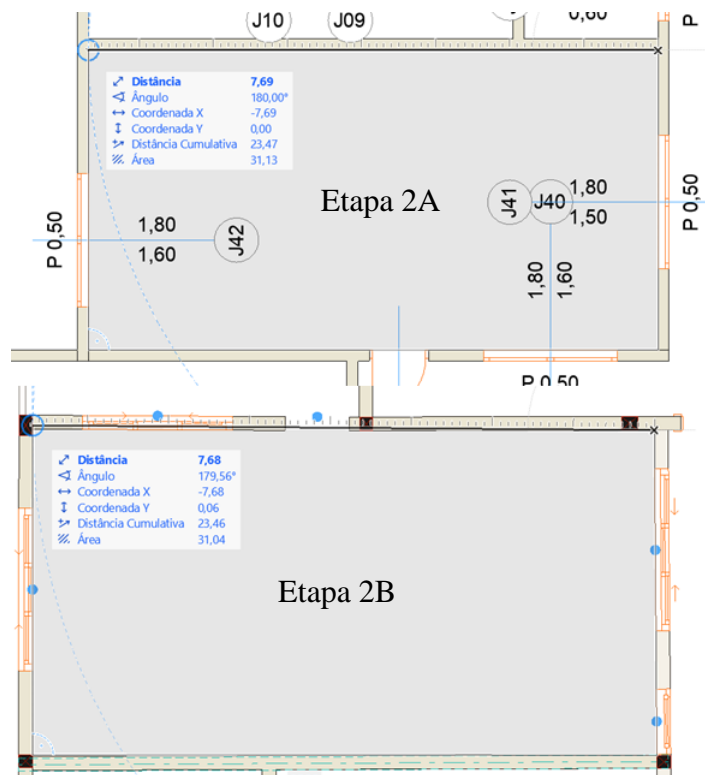 J10
J09
0,60
P
Distância 7,69
Ângulo 180,00°
Coordenada X -7,69
Coordenada Y 0,00
Distância Cumulativa 23,47
Área 31,13
Etapa 2A
J41
J40
1,80
1,50
P 0,50
P 0,50
1,80
1,60
J42
1,80
1,60
P 0,50
Distância 7,68
Ângulo 179,56°
Coordenada X -7,68
Coordenada Y 0,06
Distância Cumulativa 23,46
Área 31,04
Etapa 2B